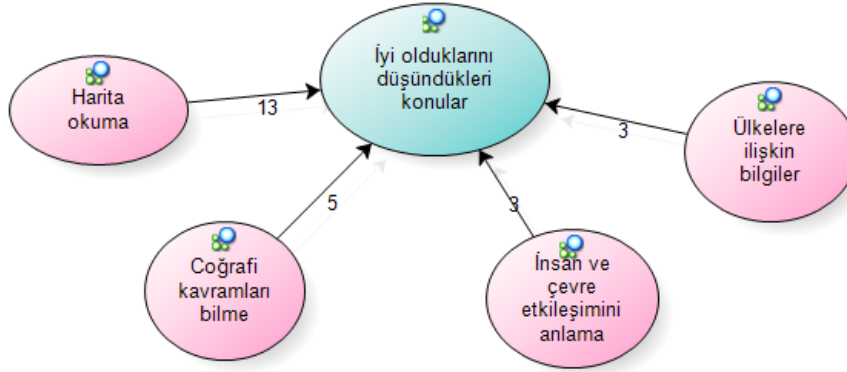 İyi olduklarını
düşündükleri
konular
Harita
okuma
13
Ülkelere
ilişkin
bilgiler
3
Coğrafi
kavramları
bilme
5
İnsan ve
çevre
etkileşimini
anlama
3